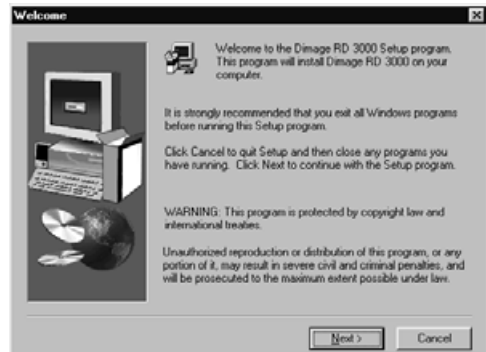 Welcome
Welcome to the Dimage RD 3000 Setup program.
This program will install Dimage RD 3000 on your
computer.
It is strongly recommended that you exit all Windows programs
before running this Setup program.
Click Cancel to quit Setup and then close any programs you
have running. Click Next to continue with the Setup program.
WARNING: This program is protected by copyright law and
international treaties.
Unauthorized reproduction or distribution of this program, or any
portion of it, may result in severe civil and criminal penalties, and
will be prosecuted to the maximum extent possible under law.
Next >
Cancel